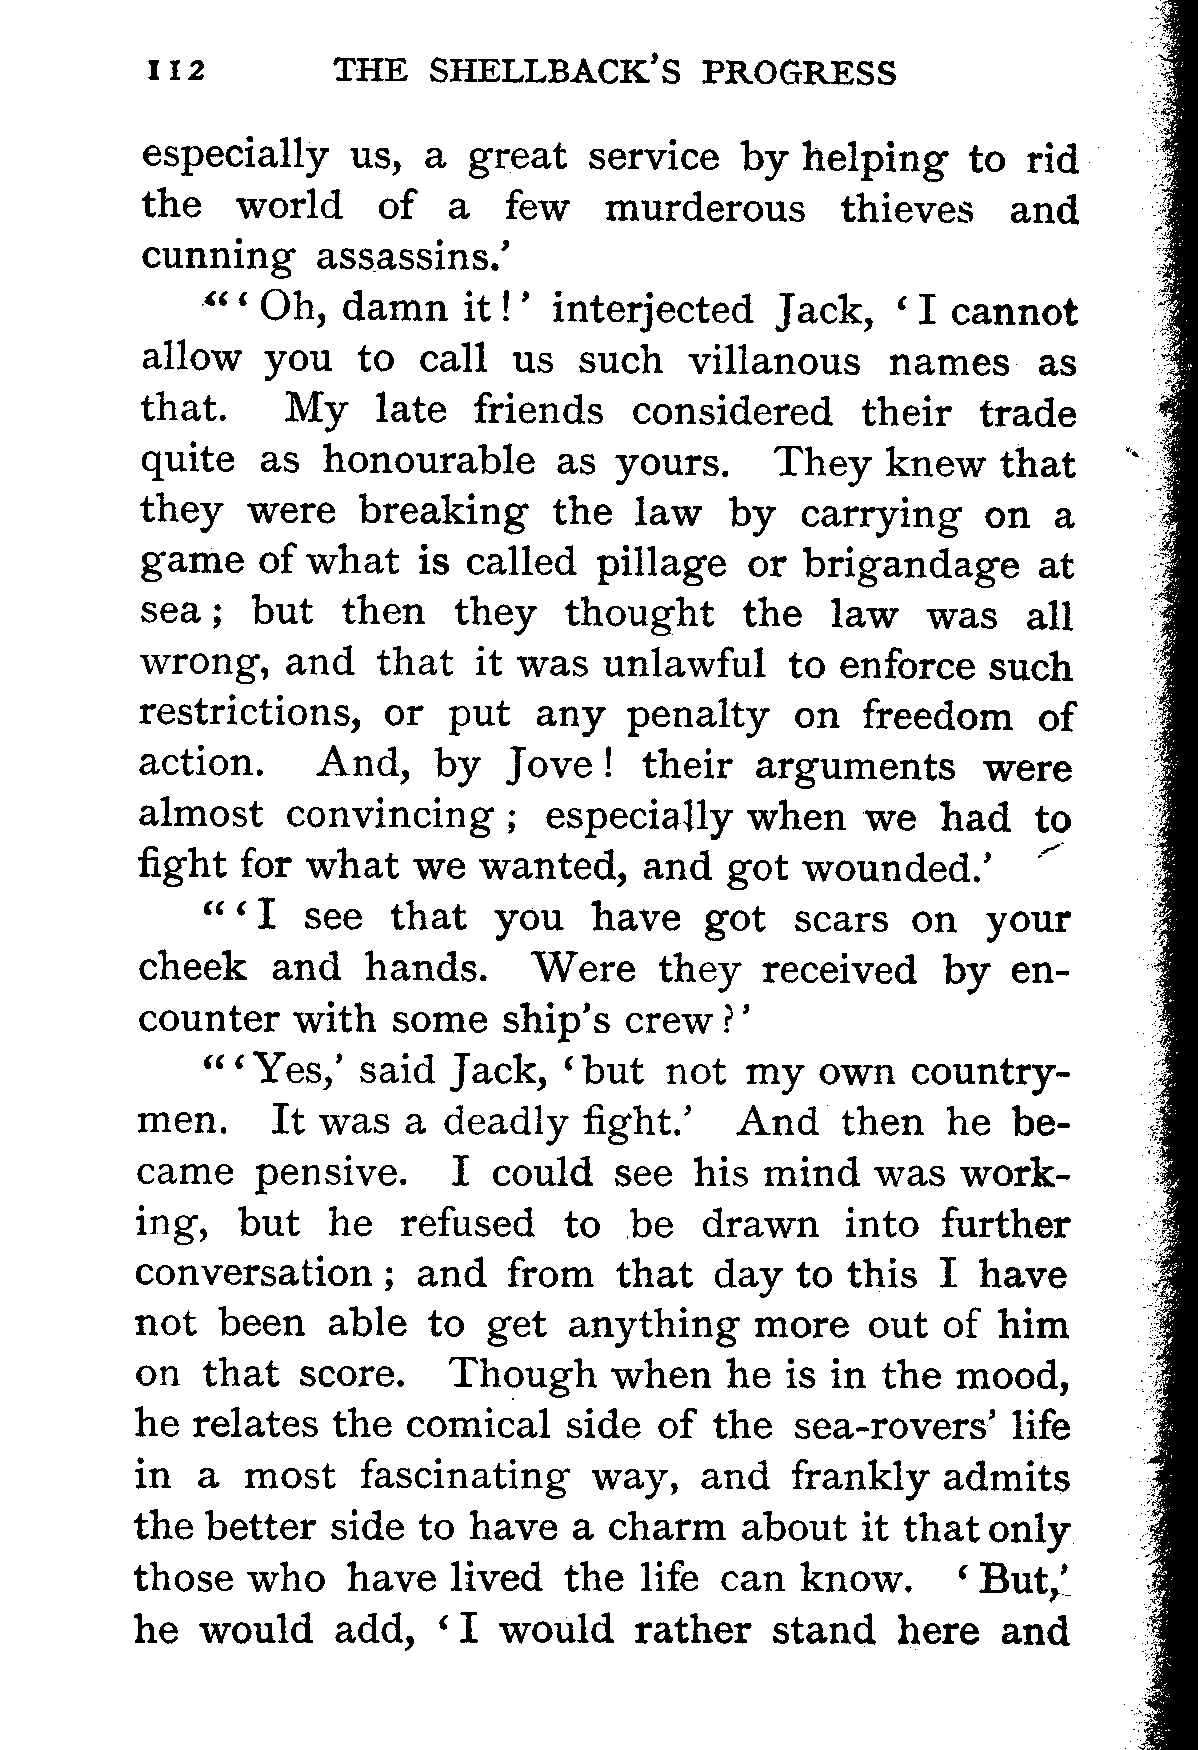 112 THE SHELLBACK'S PROGRESS
especially us, a great service by helping to rid
the world of a few murderous thieves and
cunning assassins.'
"'Oh, damn it!' interjected Jack, 'I cannot
allow you to call us such villanous names as
that. My late friends considered their trade
quite as honourable as yours. They knew that
they were breaking the law by carrying on a
game of what is called pillage or brigandage at
sea; but then they thought the law was all
wrong, and that it was unlawful to enforce such
restrictions, or put any penalty on freedom of
action. And, by Jove! their arguments were
almost convincing; especially when we had to
fight for what we wanted, and got wounded.'
"'I see that you have got scars on your
cheek and hands. Were they received by en-
counter with some ship's crew?'
"'Yes,' said Jack, 'but not my own country-
men. It was a deadly fight.' And then he be-
came pensive. I could see his mind was work-
ing, but he refused to be drawn into further
conversation; and from that day to this I have
not been able to get anything more out of him
on that score. Though when he is in the mood,
he relates the comical side of the sea-rovers' life
in a most fascinating way, and frankly admits
the better side to have a charm about it that only
those who have lived the life can know. 'But,'
he would add, 'I would rather stand here and